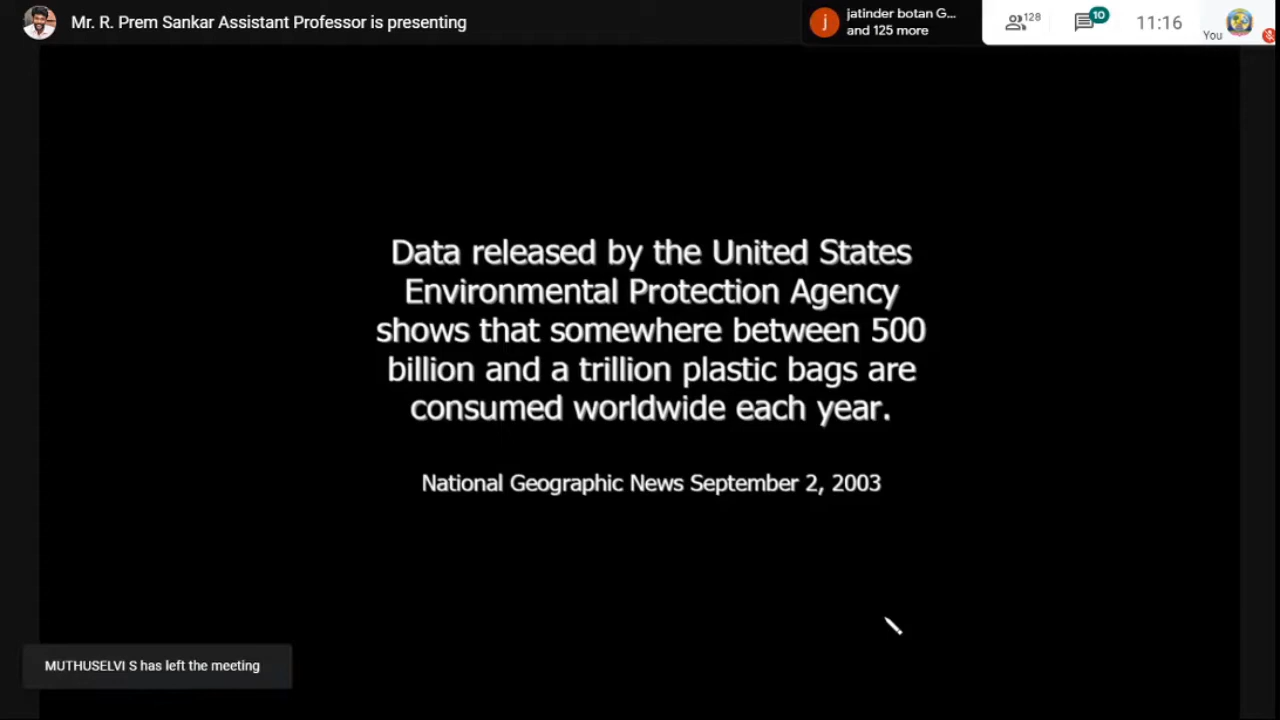 Mr. R. Prem Sankar Assistant Professor is presenting
j
jatinder botan G...
and 125 more
128
10
11:16
You
Data released by the United States
Environmental Protection Agency
shows that somewhere between 500
billion and a trillion plastic bags are
consumed worldwide each year.
National Geographic News September 2, 2003
MUTHUSELVI S has left the meeting